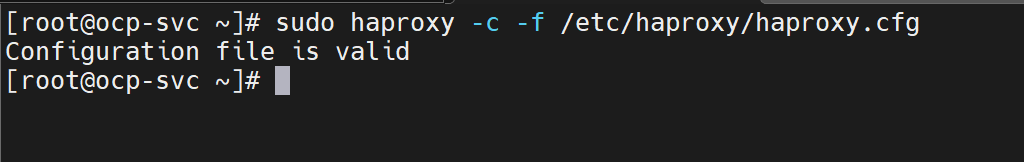 [root@ocp-svc ~]# sudo haproxy -c -f /etc/haproxy/haproxy.cfg
Configuration file is valid
[root@ocp-svc ~]#